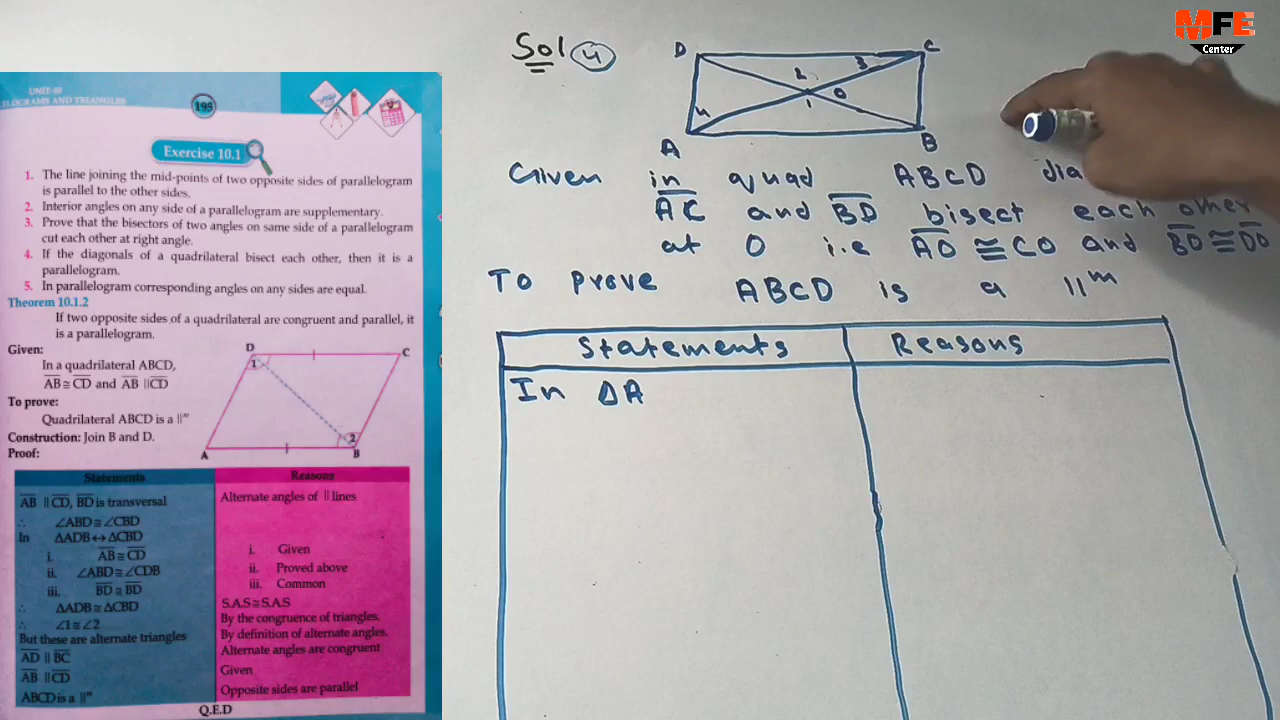 MFE
Center
UNIT-10
PARALLELOGRAMS AND TRIANGLES
195
Exercise 10.1
1. The line joining the mid-points of two opposite sides of parallelogram
is parallel to the other sides.
2. Interior angles on any side of a parallelogram are supplementary.
3. Prove that the bisectors of two angles on same side of a parallelogram
cut each other at right angle.
4. If the diagonals of a quadrilateral bisect each other, then it is a
parallelogram.
5. In parallelogram corresponding angles on any sides are equal.
Theorem 10.1.2
If two opposite sides of a quadrilateral are congruent and parallel, it
is a parallelogram.
Given:
In a quadrilateral ABCD,
AB ≅ CD and AB ∥ CD
To prove:
Quadrilateral ABCD is a ∥ᵐ
Construction: Join B and D.
Proof:
D C
1
2
A B
Statements Reasons
AB ∥ CD, BD is transversal Alternate angles of ∥ lines
∴ ∠ABD ≅ ∠CBD
In ΔADB ↔ ΔCBD
i. AB ≅ CD i. Given
ii. ∠ABD ≅ ∠CDB ii. Proved above
iii. BD ≅ BD iii. Common
∴ ΔADB ≅ ΔCBD S.A.S ≅ S.A.S
∴ ∠1 ≅ ∠2 By the congruence of triangles.
But these are alternate triangles By definition of alternate angles.
AD ∥ BC Alternate angles are congruent
AB ∥ CD Given
ABCD is a ∥ᵐ Opposite sides are parallel
Q.E.D
Sol 4
D C
2 3
O
4 1
A B
Given in quad ABCD
AC and BD bisect each other
at O i.e AO ≅ CO and BO ≅ DO
To prove ABCD is a ∥ᵐ
Statements Reasons
In ΔA